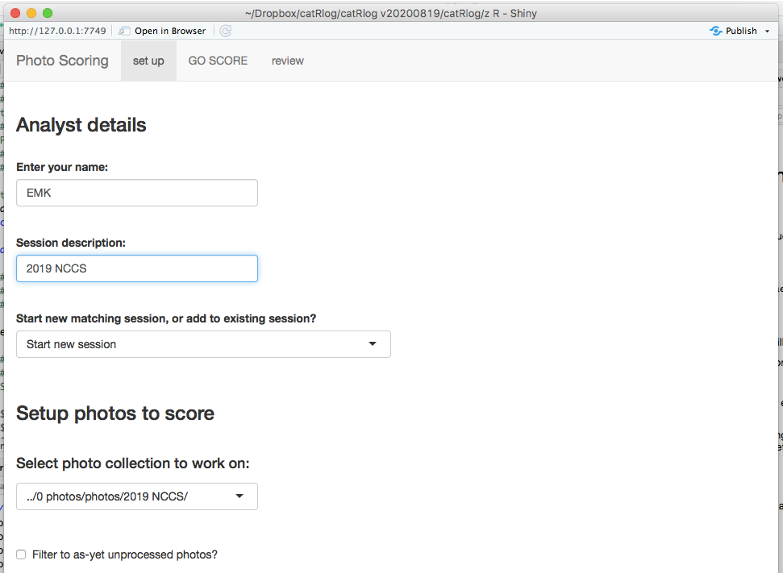 ~/Dropbox/catRlog/catRlog v20200819/catRlog/z R - Shiny
http://127.0.0.1:7749 Open in Browser Publish
Photo Scoring set up GO SCORE review
Analyst details
Enter your name:
EMK
Session description:
2019 NCCS
Start new matching session, or add to existing session?
Start new session
Setup photos to score
Select photo collection to work on:
../0 photos/photos/2019 NCCS/
Filter to as-yet unprocessed photos?